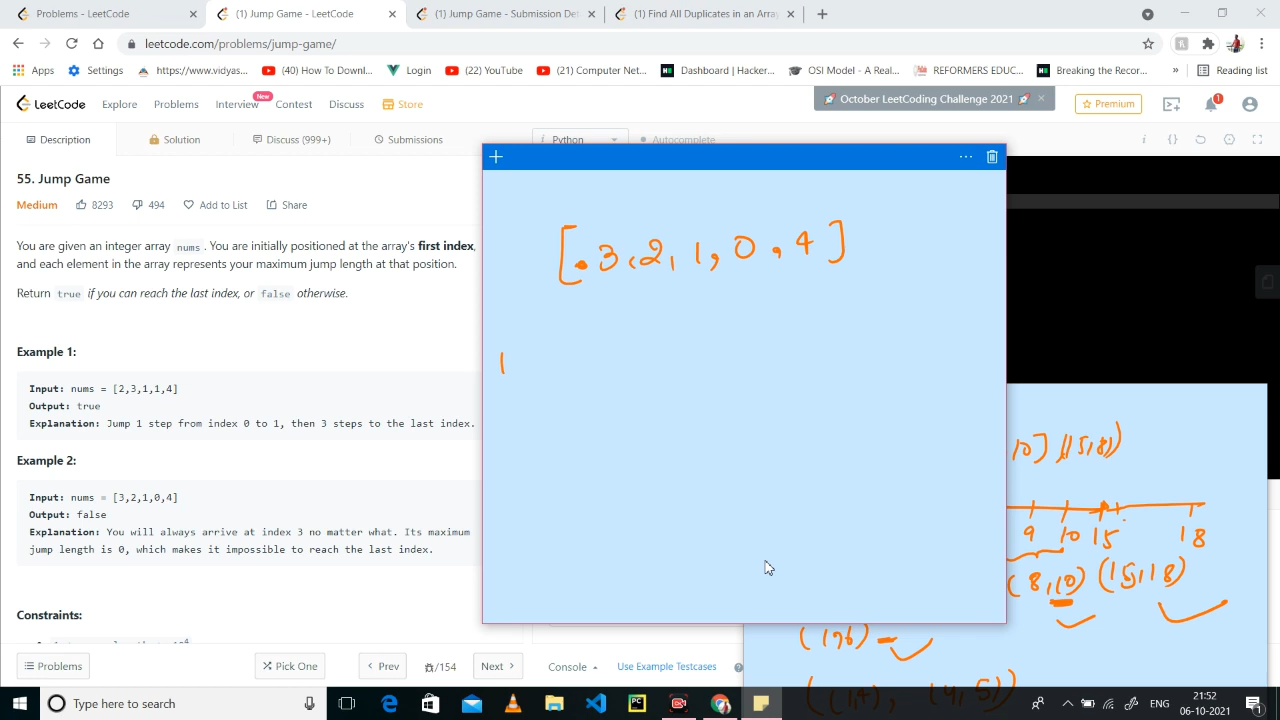 Problems - LeetCode
(1) Jump Game - LeetCode
(1) Jump Game - Submission Det
(1) Find All Duplicates in an Array
leetcode.com/problems/jump-game/
Apps
Settings
https://www.vidyas...
(40) How To Downl...
Login
(22) YouTube
(21) Computer Net...
Dashboard | Hacker...
OSI Model - A Real...
REFORMERS EDUC...
Breaking the Recor...
»
Reading list
LeetCode
Explore
Problems
Interview
New
Contest
Discuss
Store
October LeetCoding Challenge 2021
Premium
1
Description
Solution
Discuss (999+)
Submissions
i Python
Autocomplete
55. Jump Game
Medium
8293
494
Add to List
Share
You are given an integer array nums. You are initially positioned at the array's first index,
and each element in the array represents your maximum jump length at that position.
Return true if you can reach the last index, or false otherwise.
Example 1:
Input: nums = [2,3,1,1,4]
Output: true
Explanation: Jump 1 step from index 0 to 1, then 3 steps to the last index.
Example 2:
Input: nums = [3,2,1,0,4]
Output: false
Explanation: You will always arrive at index 3 no matter what. Its maximum
jump length is 0, which makes it impossible to reach the last index.
Constraints:
[.3,2,1,0,4]
9 10 15 18
(8,10) (15,18)
Problems
Pick One
Prev
/154
Next
Console
Use Example Testcases
Type here to search
ENG
21:52
06-10-2021
1